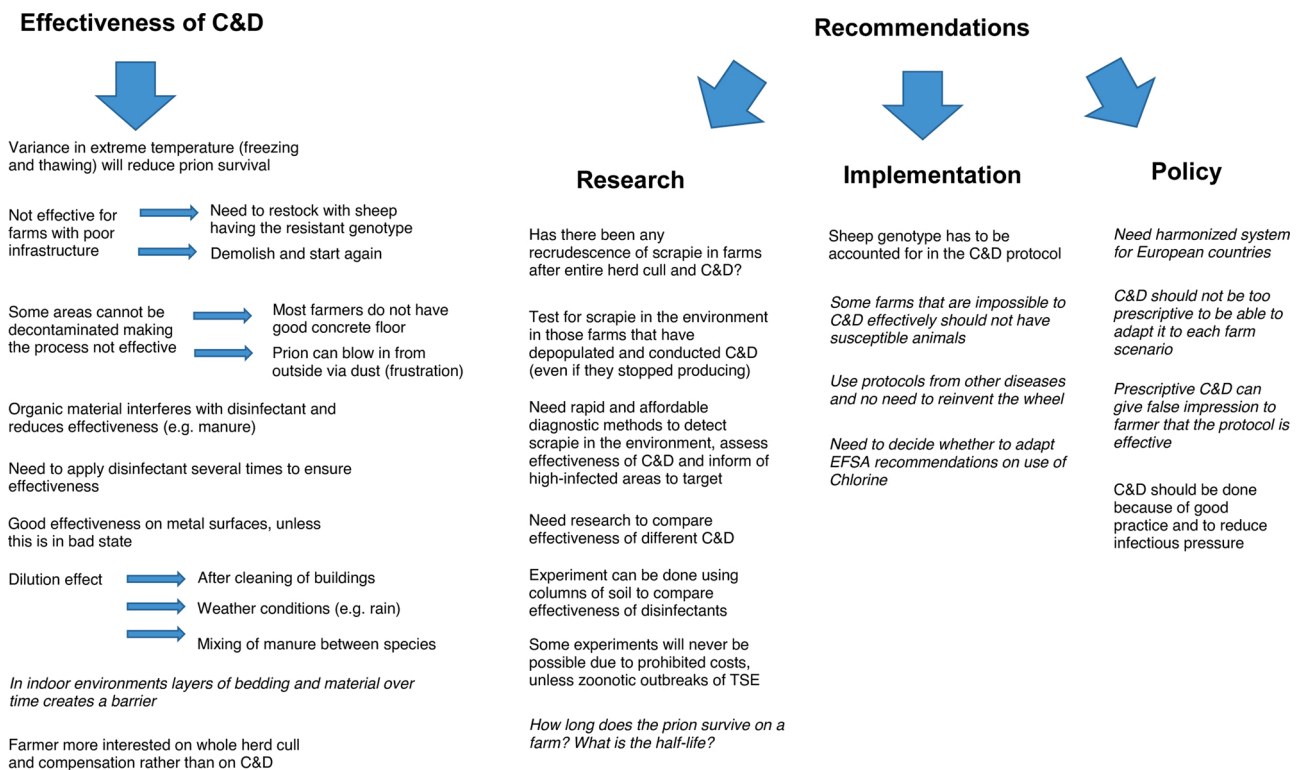 Effectiveness of C&D
Variance in extreme temperature (freezing
and thawing) will reduce prion survival
Not effective for
farms with poor
infrastructure
Need to restock with sheep
having the resistant genotype
Demolish and start again
Some areas cannot be
decontaminated making
the process not effective
Most farmers do not have
good concrete floor
Prion can blow in from
outside via dust (frustration)
Organic material interferes with disinfectant and
reduces effectiveness (e.g. manure)
Need to apply disinfectant several times to ensure
effectiveness
Good effectiveness on metal surfaces, unless
this is in bad state
Dilution effect
After cleaning of buildings
Weather conditions (e.g. rain)
Mixing of manure between species
In indoor environments layers of bedding and material over
time creates a barrier
Farmer more interested on whole herd cull
and compensation rather than on C&D
Recommendations
Research
Has there been any
recrudescence of scrapie in farms
after entire herd cull and C&D?
Test for scrapie in the environment
in those farms that have
depopulated and conducted C&D
(even if they stopped producing)
Need rapid and affordable
diagnostic methods to detect
scrapie in the environment, assess
effectiveness of C&D and inform of
high-infected areas to target
Need research to compare
effectiveness of different C&D
Experiment can be done using
columns of soil to compare
effectiveness of disinfectants
Some experiments will never be
possible due to prohibited costs,
unless zoonotic outbreaks of TSE
How long does the prion survive on a
farm? What is the half-life?
Implementation
Sheep genotype has to be
accounted for in the C&D protocol
Some farms that are impossible to
C&D effectively should not have
susceptible animals
Use protocols from other diseases
and no need to reinvent the wheel
Need to decide whether to adapt
EFSA recommendations on use of
Chlorine
Policy
Need harmonized system
for European countries
C&D should not be too
prescriptive to be able to
adapt it to each farm
scenario
Prescriptive C&D can
give false impression to
farmer that the protocol is
effective
C&D should be done
because of good
practice and to reduce
infectious pressure